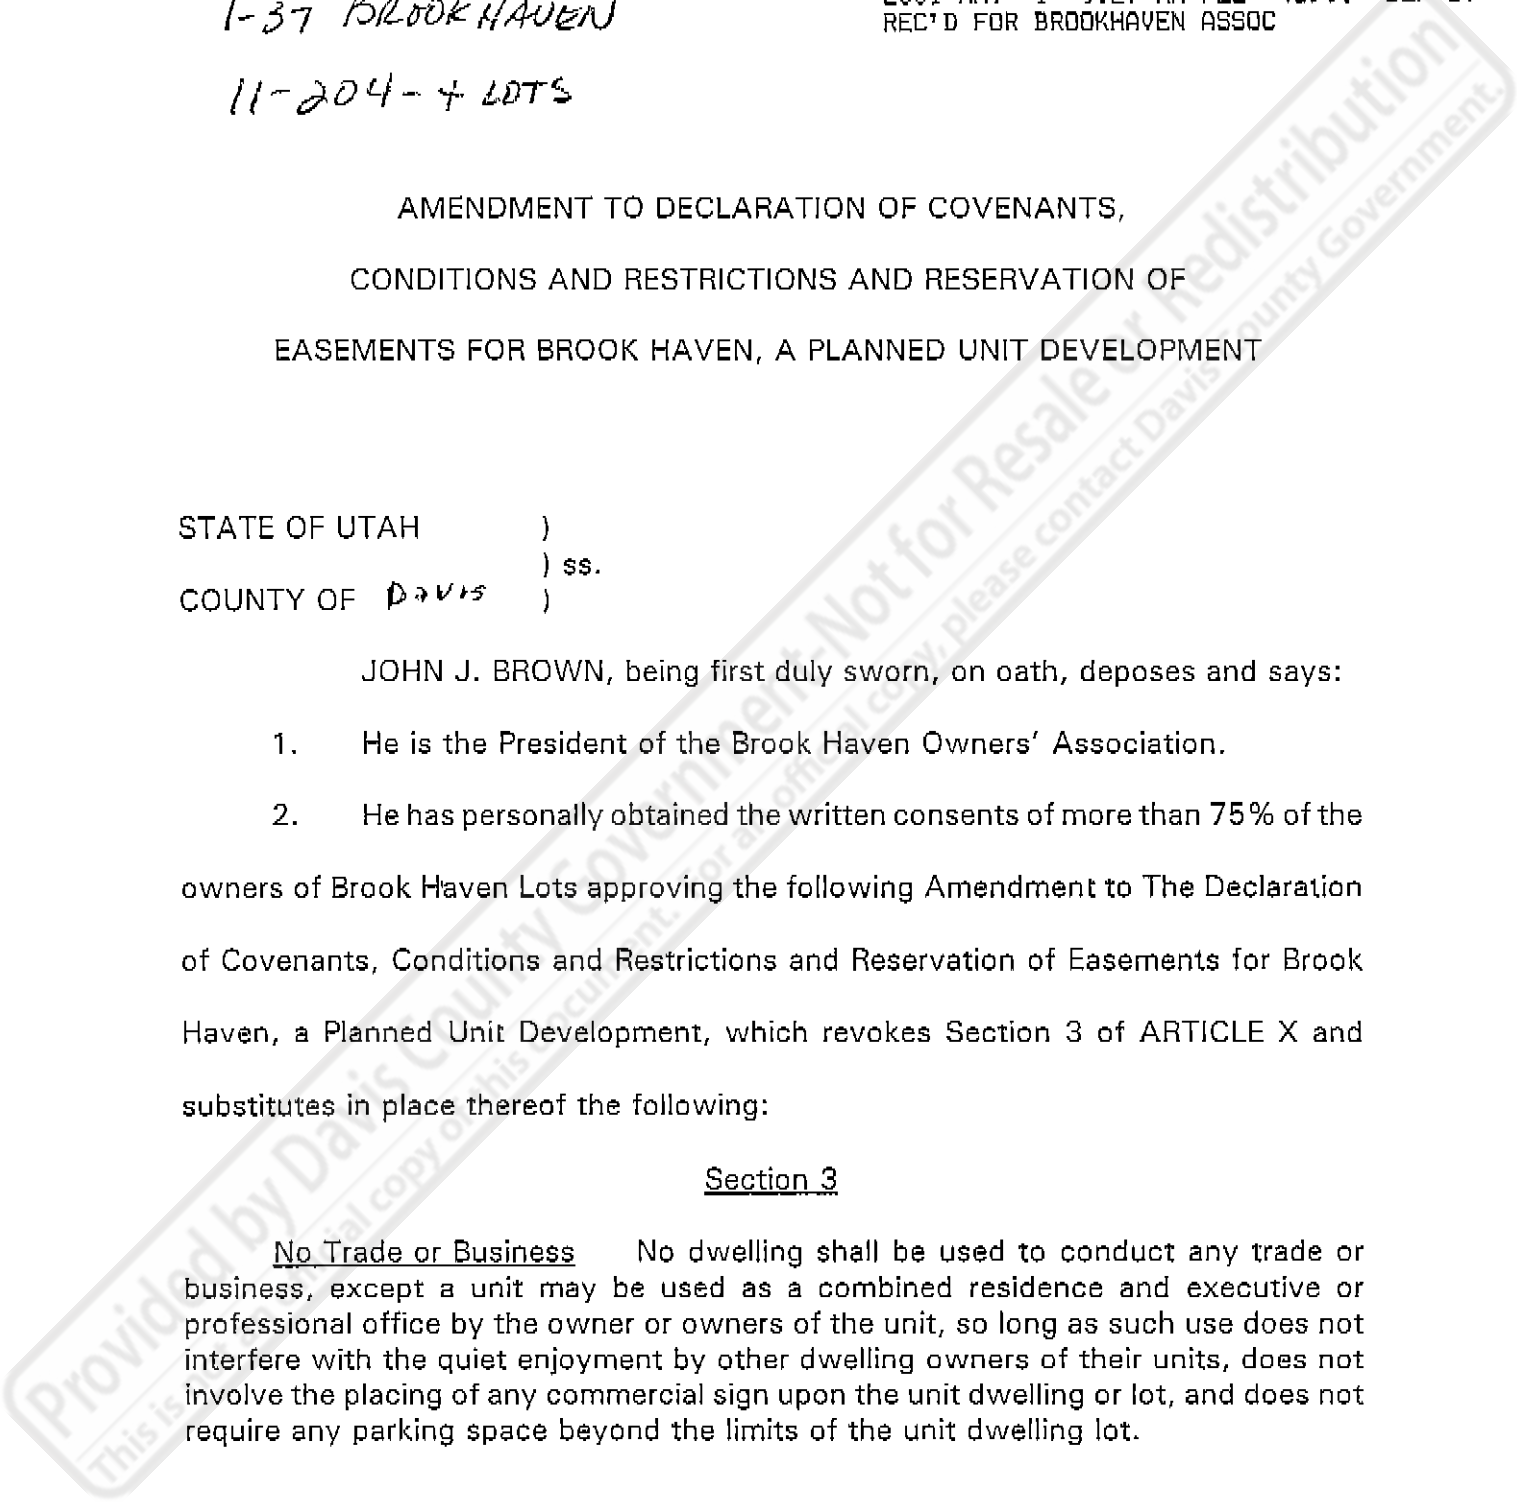 1-37 BROOKHAVEN
REC'D FOR BROOKHAVEN ASSOC
11-204- + LOTS
AMENDMENT TO DECLARATION OF COVENANTS,
CONDITIONS AND RESTRICTIONS AND RESERVATION OF
EASEMENTS FOR BROOK HAVEN, A PLANNED UNIT DEVELOPMENT
STATE OF UTAH )
) ss.
COUNTY OF Davis )
JOHN J. BROWN, being first duly sworn, on oath, deposes and says:
1. He is the President of the Brook Haven Owners' Association.
2. He has personally obtained the written consents of more than 75% of the
owners of Brook Haven Lots approving the following Amendment to The Declaration
of Covenants, Conditions and Restrictions and Reservation of Easements for Brook
Haven, a Planned Unit Development, which revokes Section 3 of ARTICLE X and
substitutes in place thereof the following:
Section 3
No Trade or Business No dwelling shall be used to conduct any trade or
business, except a unit may be used as a combined residence and executive or
professional office by the owner or owners of the unit, so long as such use does not
interfere with the quiet enjoyment by other dwelling owners of their units, does not
involve the placing of any commercial sign upon the unit dwelling or lot, and does not
require any parking space beyond the limits of the unit dwelling lot.
Provided by Davis County Government-Not for Resale or Redistribution
This is not an official copy of this document. For an official copy, please contact Davis County Government.